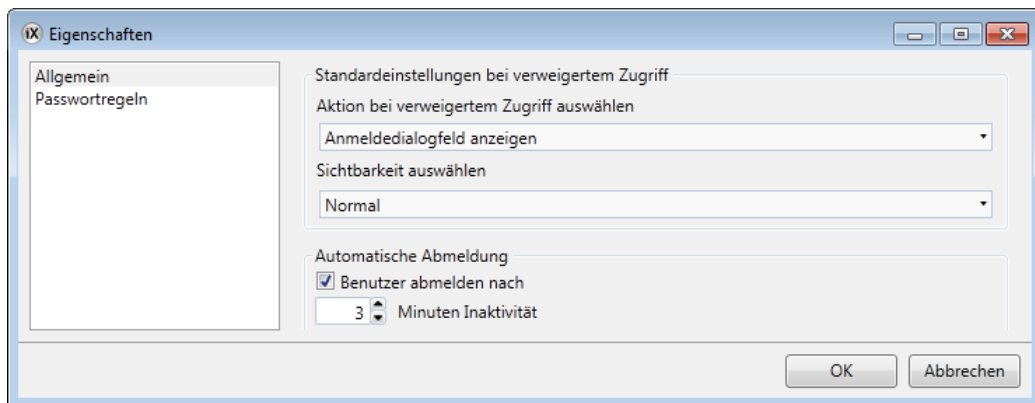 iX Eigenschaften
Allgemein
Passwortregeln
Standardeinstellungen bei verweigertem Zugriff
Aktion bei verweigertem Zugriff auswählen
Anmeldedialogfeld anzeigen
Sichtbarkeit auswählen
Normal
Automatische Abmeldung
Benutzer abmelden nach
3 Minuten Inaktivität
OK Abbrechen